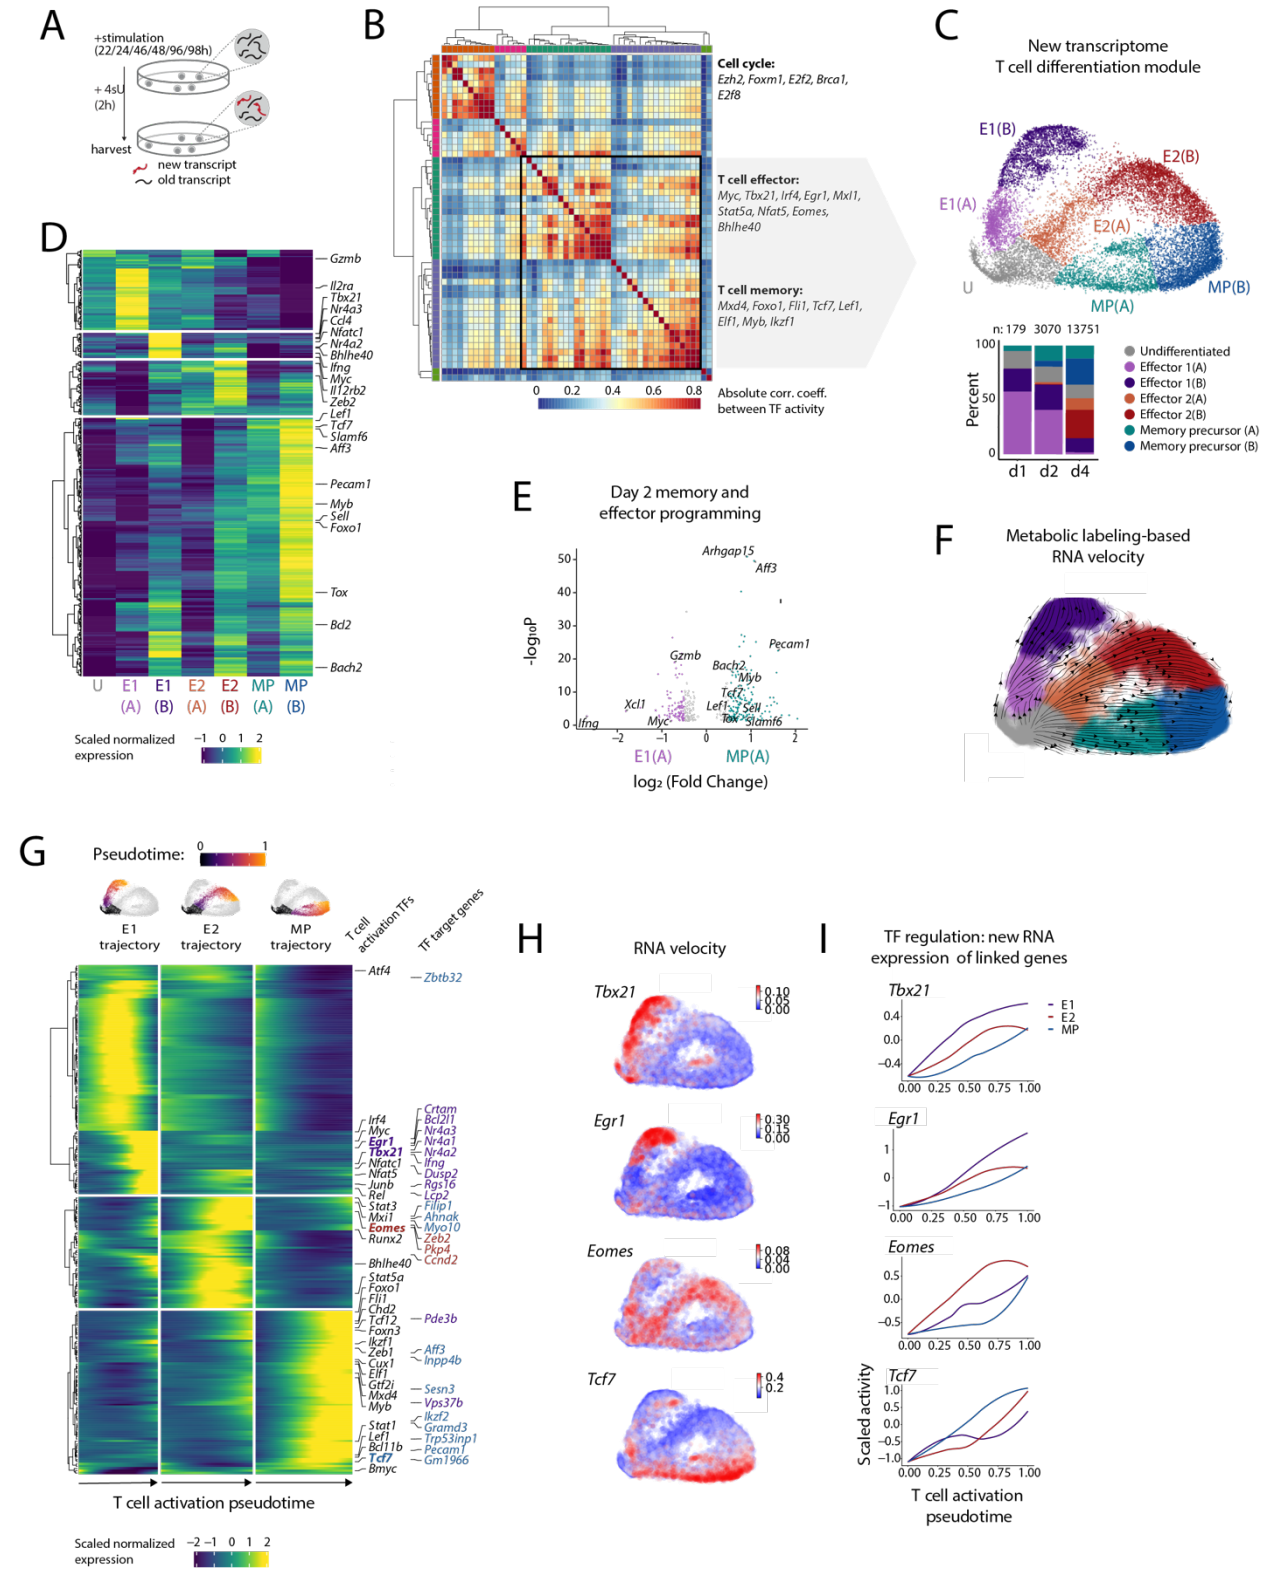 A
+stimulation
(22/24/46/48/96/98h)
+ 4sU
(2h)
harvest
new transcript
old transcript
B
Cell cycle:
Ezh2, Foxm1, E2f2, Brca1,
E2f8
T cell effector:
Myc, Tbx21, Irf4, Egr1, Mxl1,
Stat5a, Nfat5, Eomes,
Bhlhe40
T cell memory:
Mxd4, Foxo1, Fli1, Tcf7, Lef1,
Elf1, Myb, Ikzf1
0 0.2 0.4 0.6 0.8
Absolute corr. coeff.
between TF activity
C
New transcriptome
T cell differentiation module
E1(B)
E2(B)
E1(A)
E2(A)
U
MP(A)
MP(B)
n: 179 3070 13751
100
50
0
Percent
d1 d2 d4
Undifferentiated
Effector 1(A)
Effector 1(B)
Effector 2(A)
Effector 2(B)
Memory precursor (A)
Memory precursor (B)
D
Gzmb
Il2ra
Tbx21
Nr4a3
Ccl4
Nfatc1
Nr4a2
Bhlhe40
Ifng
Myc
Il12rb2
Zeb2
Lef1
Tcf7
Slamf6
Aff3
Pecam1
Myb
Sell
Foxo1
Tox
Bcl2
Bach2
U E1 E1 E2 E2 MP MP
(A) (B) (A) (B) (A) (B)
Scaled normalized
expression
−1 0 1 2
E
Day 2 memory and
effector programming
50
40
30
20
10
0
-log₁₀P
Arhgap15
Aff3
Pecam1
Gzmb
Bach2
Myb
Tcf7
Xcl1
Lef1
Sell
Ifng
Myc
Tox
Slamf6
−2 −1 0 1 2
E1(A) MP(A)
log₂ (Fold Change)
F
Metabolic labeling-based
RNA velocity
G
Pseudotime:
0 1
E1
trajectory
E2
trajectory
MP
trajectory
T cell
activation TFs
TF target genes
Atf4
Zbtb32
Irf4
Myc
Egr1
Tbx21
Nfatc1
Nfat5
Junb
Rel
Stat3
Mxi1
Eomes
Runx2
Bhlhe40
Stat5a
Foxo1
Fli1
Chd2
Tcf12
Foxn3
Ikzf1
Zeb1
Cux1
Elf1
Gtf2i
Mxd4
Myb
Stat1
Lef1
Bcl11b
Tcf7
Bmyc
Crtam
Bcl2l1
Nr4a3
Nr4a1
Nr4a2
Ifng
Dusp2
Rgs16
Lcp2
Filip1
Ahnak
Myo10
Zeb2
Pkp4
Ccnd2
Pde3b
Aff3
Inpp4b
Sesn3
Vps37b
Ikzf2
Gramd3
Trp53inp1
Pecam1
Gm1966
T cell activation pseudotime
Scaled normalized
expression
−2 −1 0 1 2
H
RNA velocity
Tbx21
0.10
0.05
0.00
Egr1
0.30
0.15
0.00
Eomes
0.08
0.04
0.00
Tcf7
0.4
0.2
I
TF regulation: new RNA
expression of linked genes
Tbx21
0.4
0.0
−0.4
0.00 0.25 0.50 0.75 1.00
E1
E2
MP
Egr1
1
0
−1
0.00 0.25 0.50 0.75 1.00
Eomes
0.5
0.0
−0.5
0.00 0.25 0.50 0.75 1.00
Tcf7
1.0
0.5
0.0
−0.5
−1.0
0.00 0.25 0.50 0.75 1.00
Scaled activity
T cell activation
pseudotime